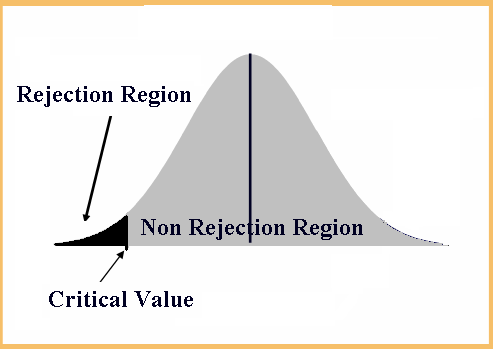 Rejection Region
Non Rejection Region
Critical Value